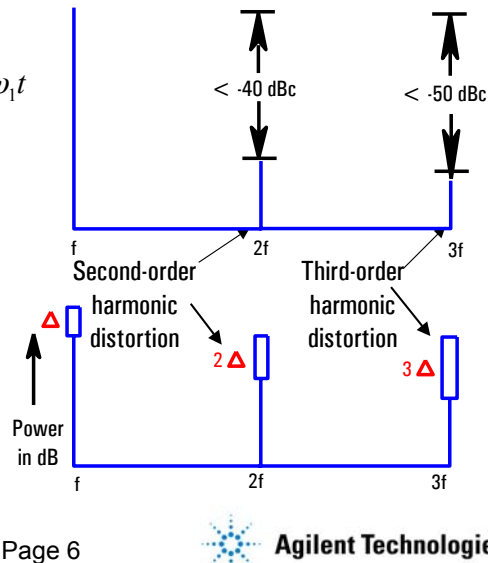 ρ₁t
< -40 dBc
< -50 dBc
f
2f
3f
Second-order
harmonic
distortion
Third-order
harmonic
distortion
Δ
2 Δ
3 Δ
Power
in dB
f
2f
3f
Page 6
Agilent Technologie